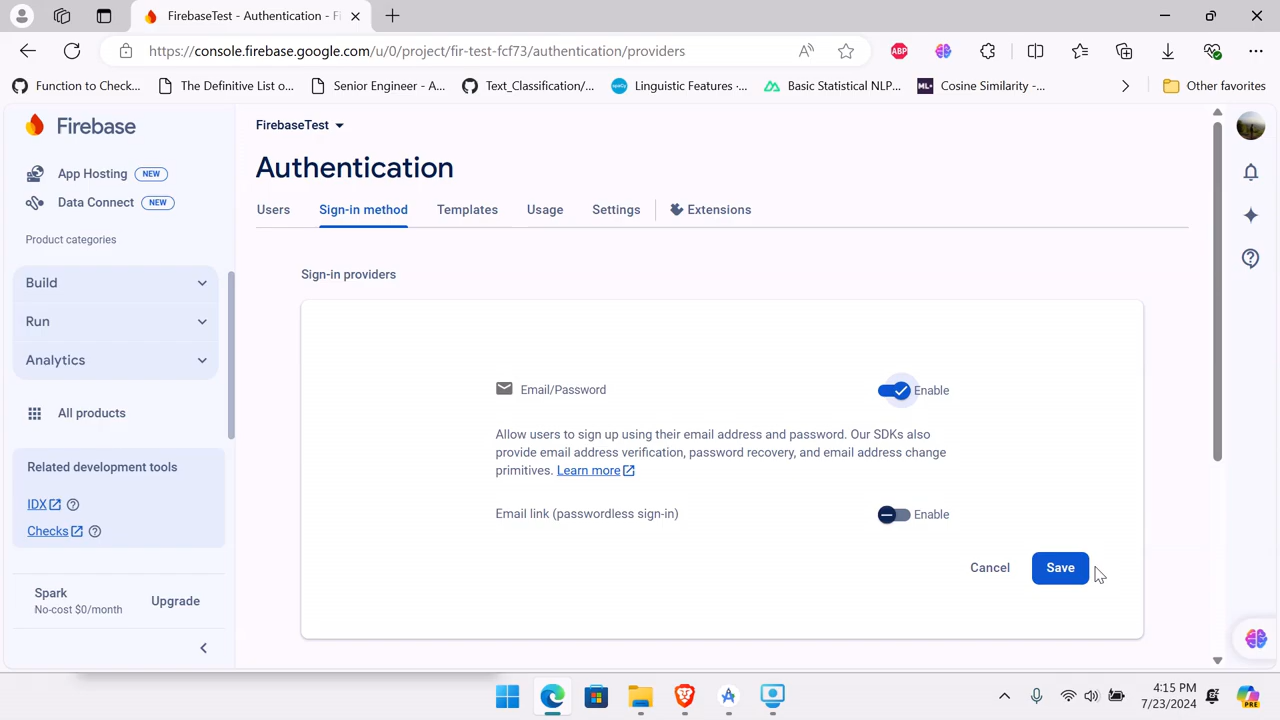 FirebaseTest - Authentication - Fi
https://console.firebase.google.com/u/0/project/fir-test-fcf73/authentication/providers
ABP
Function to Check...
The Definitive List o...
Senior Engineer - A...
Text_Classification/...
Linguistic Features ·...
Basic Statistical NLP...
Cosine Similarity -...
Other favorites
Firebase
App Hosting NEW
Data Connect NEW
Product categories
Build
Run
Analytics
All products
Related development tools
IDX
Checks
Spark
No-cost $0/month
Upgrade
FirebaseTest
Authentication
Users
Sign-in method
Templates
Usage
Settings
Extensions
Sign-in providers
Email/Password
Enable
Allow users to sign up using their email address and password. Our SDKs also
provide email address verification, password recovery, and email address change
primitives. Learn more
Email link (passwordless sign-in)
Enable
Cancel
Save
4:15 PM
7/23/2024
PRE